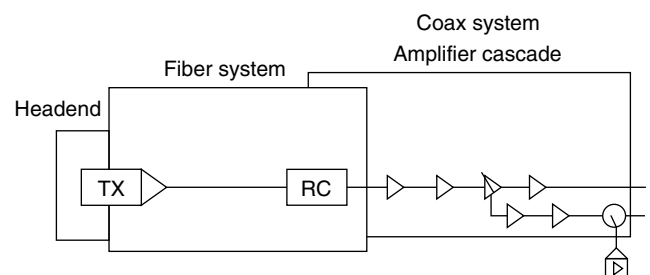 Coax system
Amplifier cascade
Fiber system
Headend
TX
RC